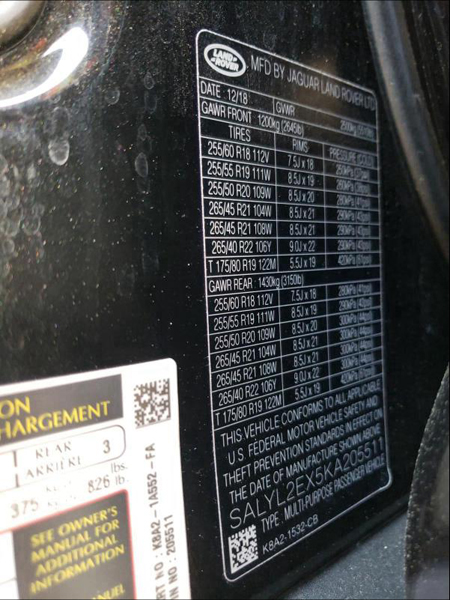 LAND ROVER
MFD BY JAGUAR LAND ROVER LTD
DATE : 12/18 GVWR
GAWR FRONT : 1200kg (2645lb)
TIRES RIMS PRESSURE (COLD)
255/60 R18 112V 7.5J x 18
255/55 R19 111W 8.5J x 19
255/50 R20 109W 8.5J x 20
265/45 R21 104W 8.5J x 21
265/45 R21 108W 8.5J x 21
265/40 R22 106Y 9.0J x 22
T 175/80 R19 122M 5.5J x 19
GAWR REAR : 1430kg (3150lb)
255/60 R18 112V 7.5J x 18
255/55 R19 111W 8.5J x 19
255/50 R20 109W 8.5J x 20
265/45 R21 104W 8.5J x 21
265/45 R21 108W 8.5J x 21
265/40 R22 106Y 9.0J x 22
T 175/80 R19 122M 5.5J x 19
THIS VEHICLE CONFORMS TO ALL APPLICABLE
U.S. FEDERAL MOTOR VEHICLE SAFETY AND
THEFT PREVENTION STANDARDS IN EFFECT ON
THE DATE OF MANUFACTURE SHOWN ABOVE
SALYL2EX5KA205511
TYPE : MULTI-PURPOSE PASSENGER VEHICLE
K8A2-1532-CB
ON
HARGEMENT
REAR
ARRIÈRE 3
375 826 lbs.
SEE OWNER'S
MANUAL FOR
ADDITIONAL
INFORMATION
NUEL
RT NO : K8A2-1A552-FA
IN NO : 205511